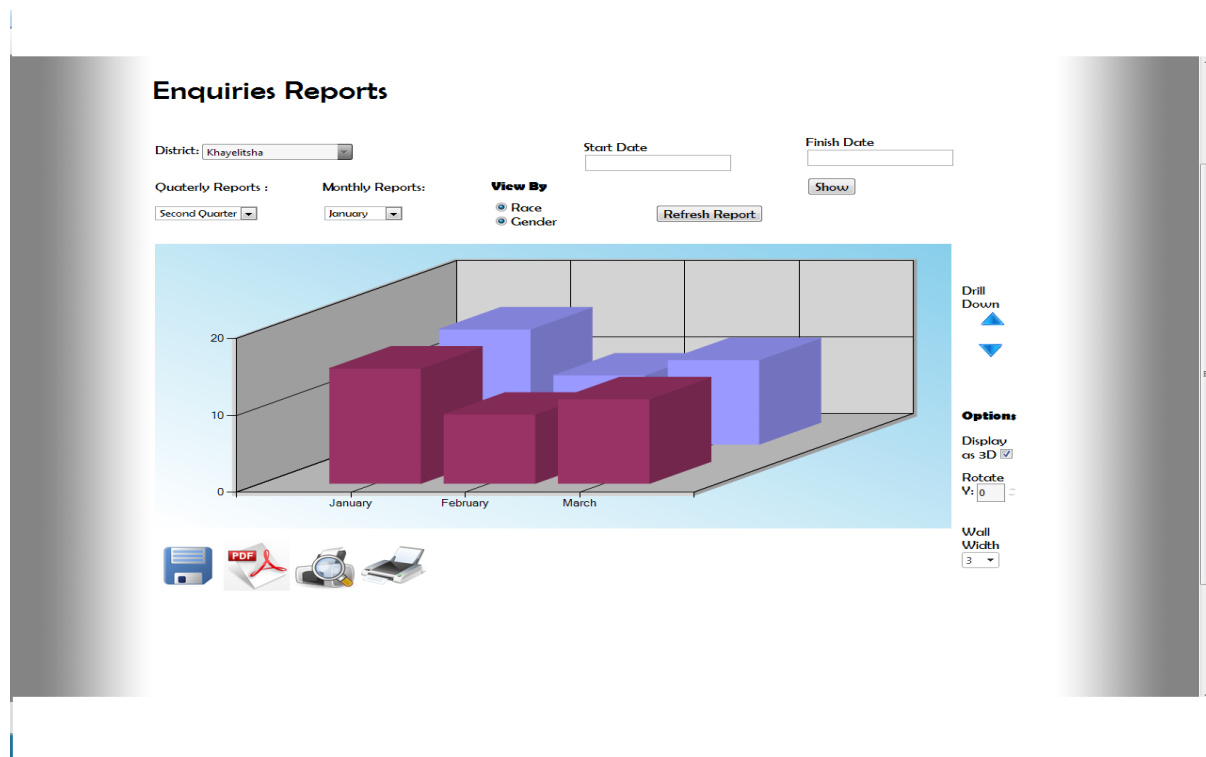 Enquiries Reports
District: Khayelitsha
Start Date
Finish Date
Quaterly Reports :
Monthly Reports:
View By
Show
Second Quarter
January
Race
Gender
Refresh Report
20
10
0
January
February
March
Drill
Down
Options
Display
as 3D
Rotate
Y: 0
Wall
Width
3
PDF